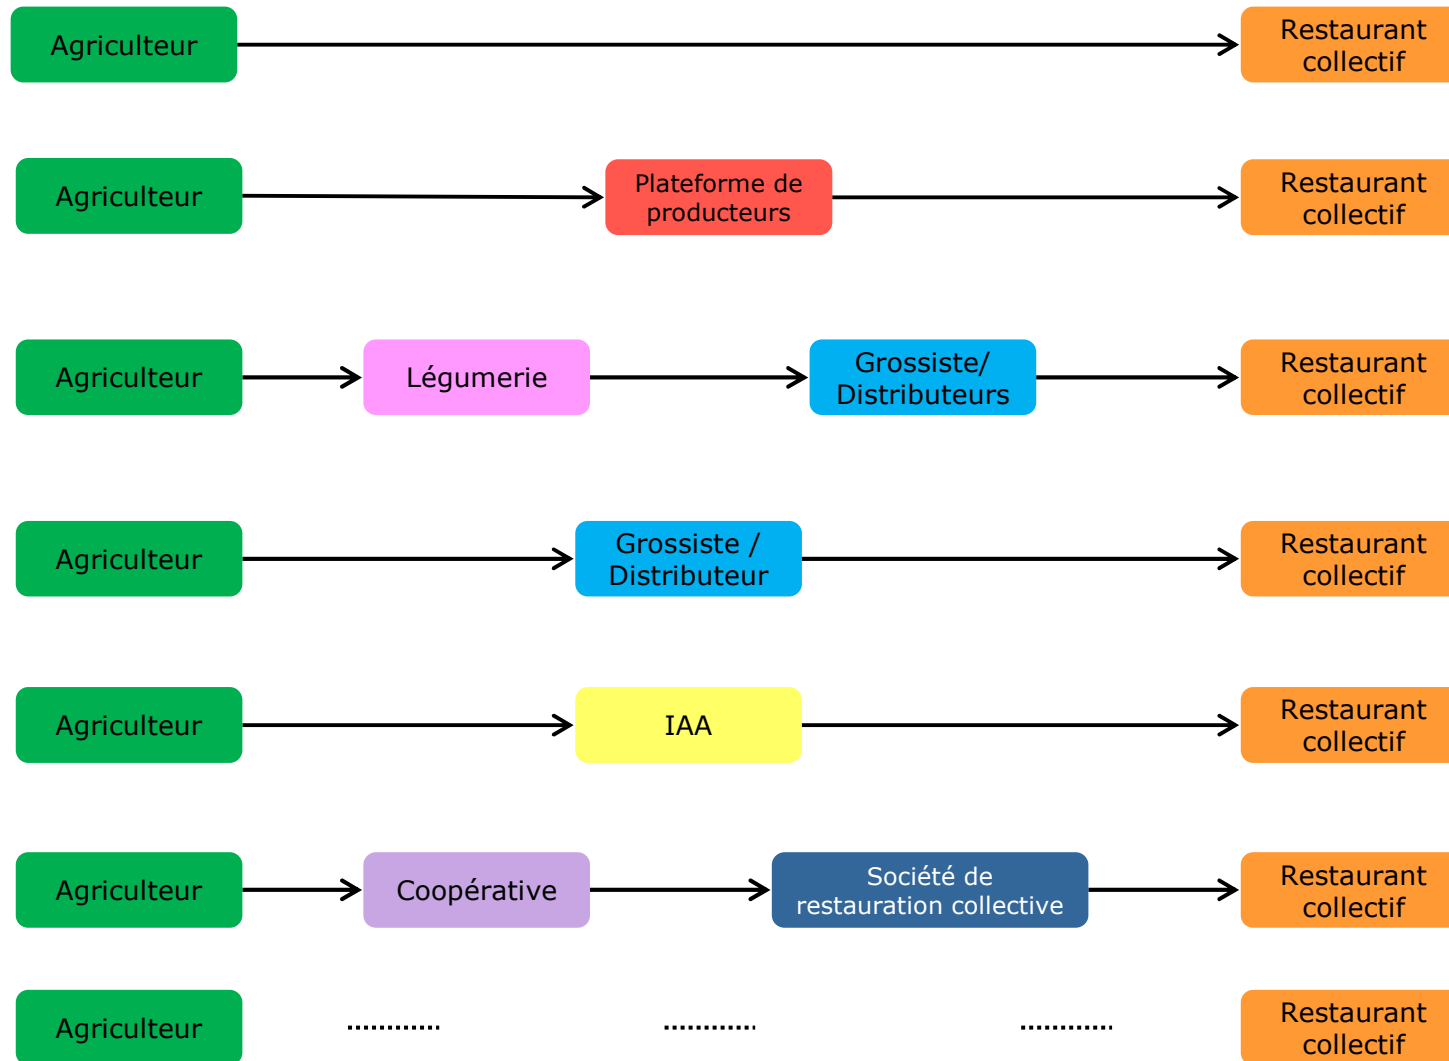 Agriculteur
Restaurant
collectif
Agriculteur
Plateforme de
producteurs
Restaurant
collectif
Agriculteur
Légumerie
Grossiste/
Distributeurs
Restaurant
collectif
Agriculteur
Grossiste /
Distributeur
Restaurant
collectif
Agriculteur
IAA
Restaurant
collectif
Agriculteur
Coopérative
Société de
restauration collective
Restaurant
collectif
Agriculteur
Restaurant
collectif